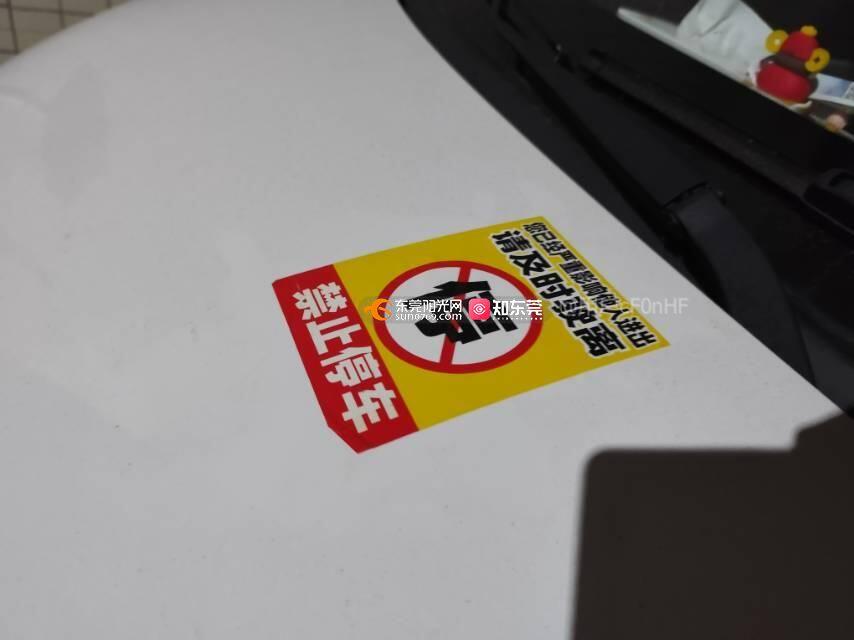 您已经严重影响他人进出
请及时驶离
停
禁止停车
东莞阳光网
sun0769.com
知东莞